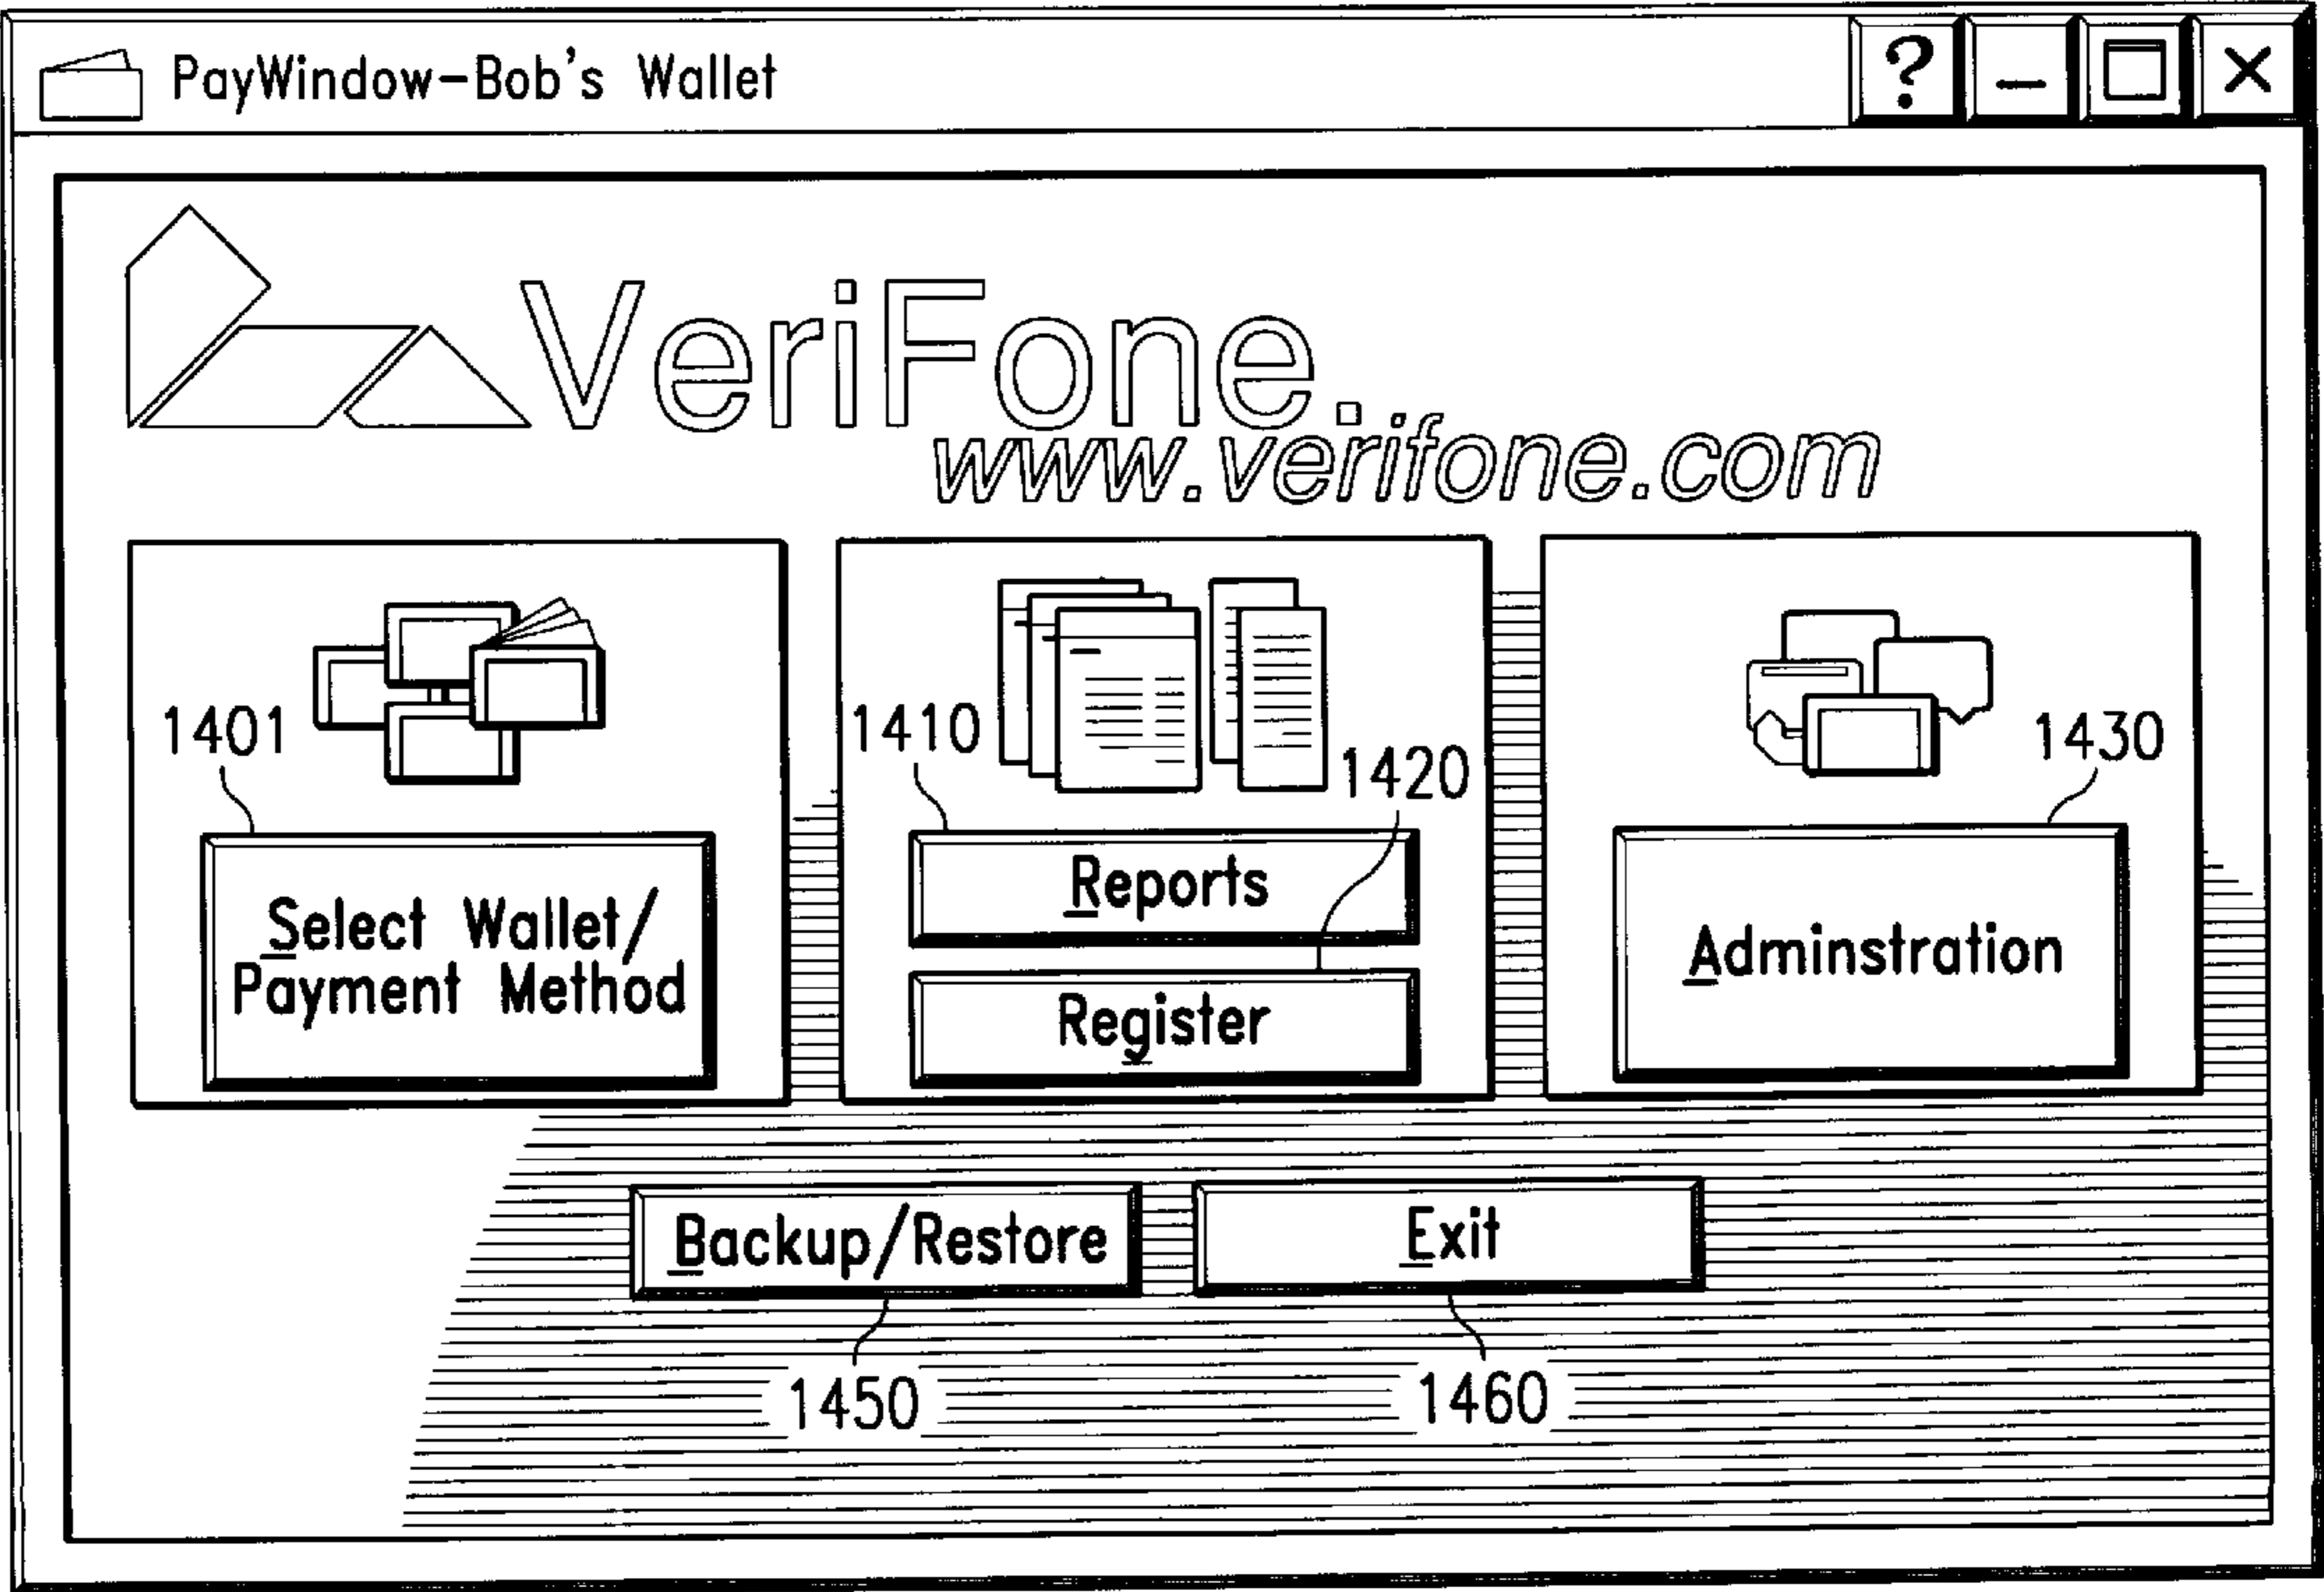 PayWindow-Bob's Wallet
?
VeriFone.
www.verifone.com
1401
1410
1420
1430
Select Wallet/
Payment Method
Reports
Register
Adminstration
Backup/Restore
Exit
1450
1460